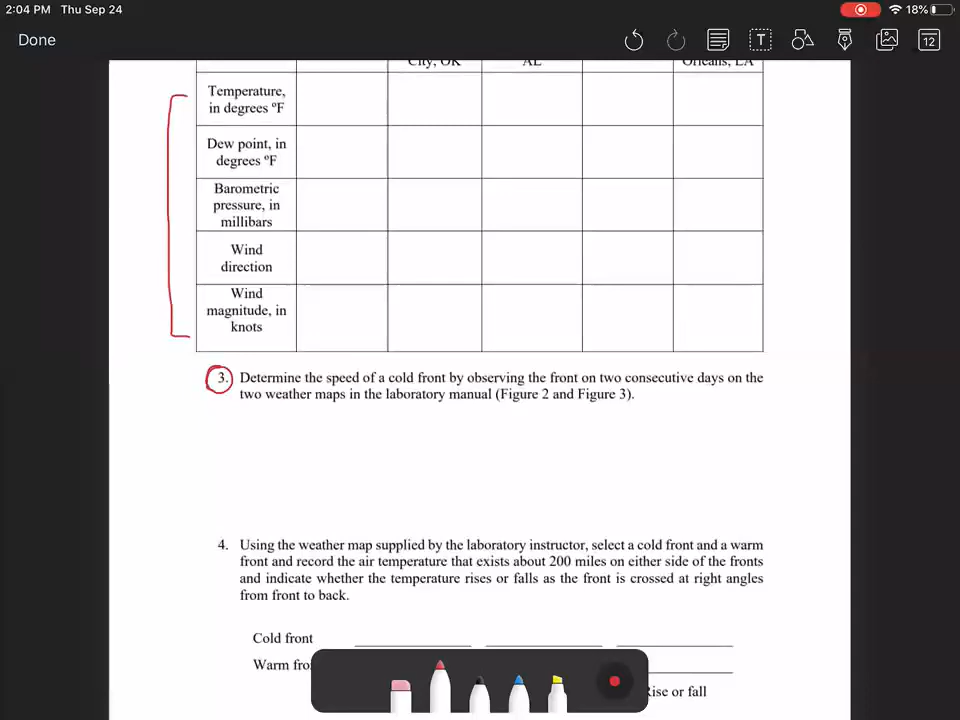 2:04 PM Thu Sep 24
18%
Done
T
12
City, OK AL Orleans, LA
Temperature,
in degrees ºF
Dew point, in
degrees ºF
Barometric
pressure, in
millibars
Wind
direction
Wind
magnitude, in
knots
3. Determine the speed of a cold front by observing the front on two consecutive days on the
two weather maps in the laboratory manual (Figure 2 and Figure 3).
4. Using the weather map supplied by the laboratory instructor, select a cold front and a warm
front and record the air temperature that exists about 200 miles on either side of the fronts
and indicate whether the temperature rises or falls as the front is crossed at right angles
from front to back.
Cold front
Warm fro
Rise or fall